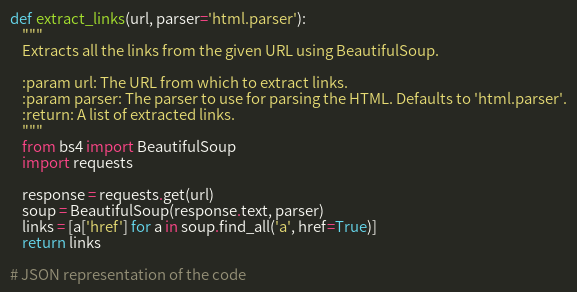 def extract_links(url, parser='html.parser'):
    """
    Extracts all the links from the given URL using BeautifulSoup.

    :param url: The URL from which to extract links.
    :param parser: The parser to use for parsing the HTML. Defaults to 'html.parser'.
    :return: A list of extracted links.
    """
    from bs4 import BeautifulSoup
    import requests

    response = requests.get(url)
    soup = BeautifulSoup(response.text, parser)
    links = [a['href'] for a in soup.find_all('a', href=True)]
    return links

# JSON representation of the code